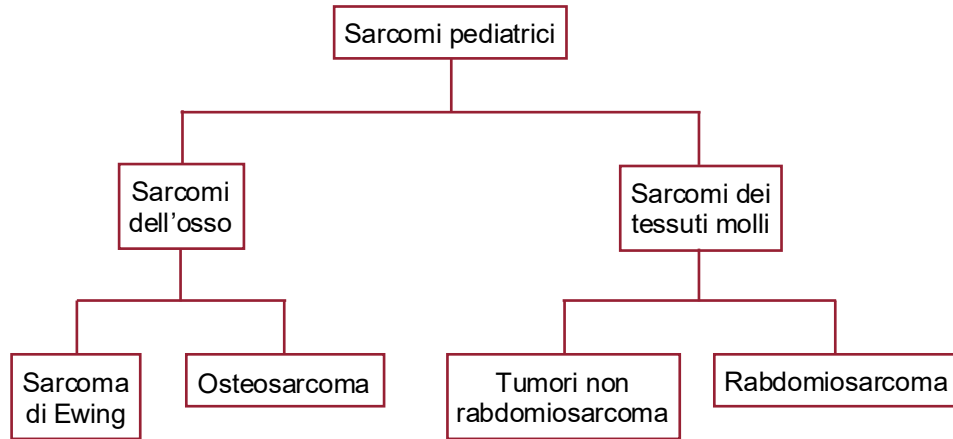 Sarcomi pediatrici
Sarcomi
dell'osso
Sarcomi dei
tessuti molli
Sarcoma
di Ewing
Osteosarcoma
Tumori non
rabdomiosarcoma
Rabdomiosarcoma